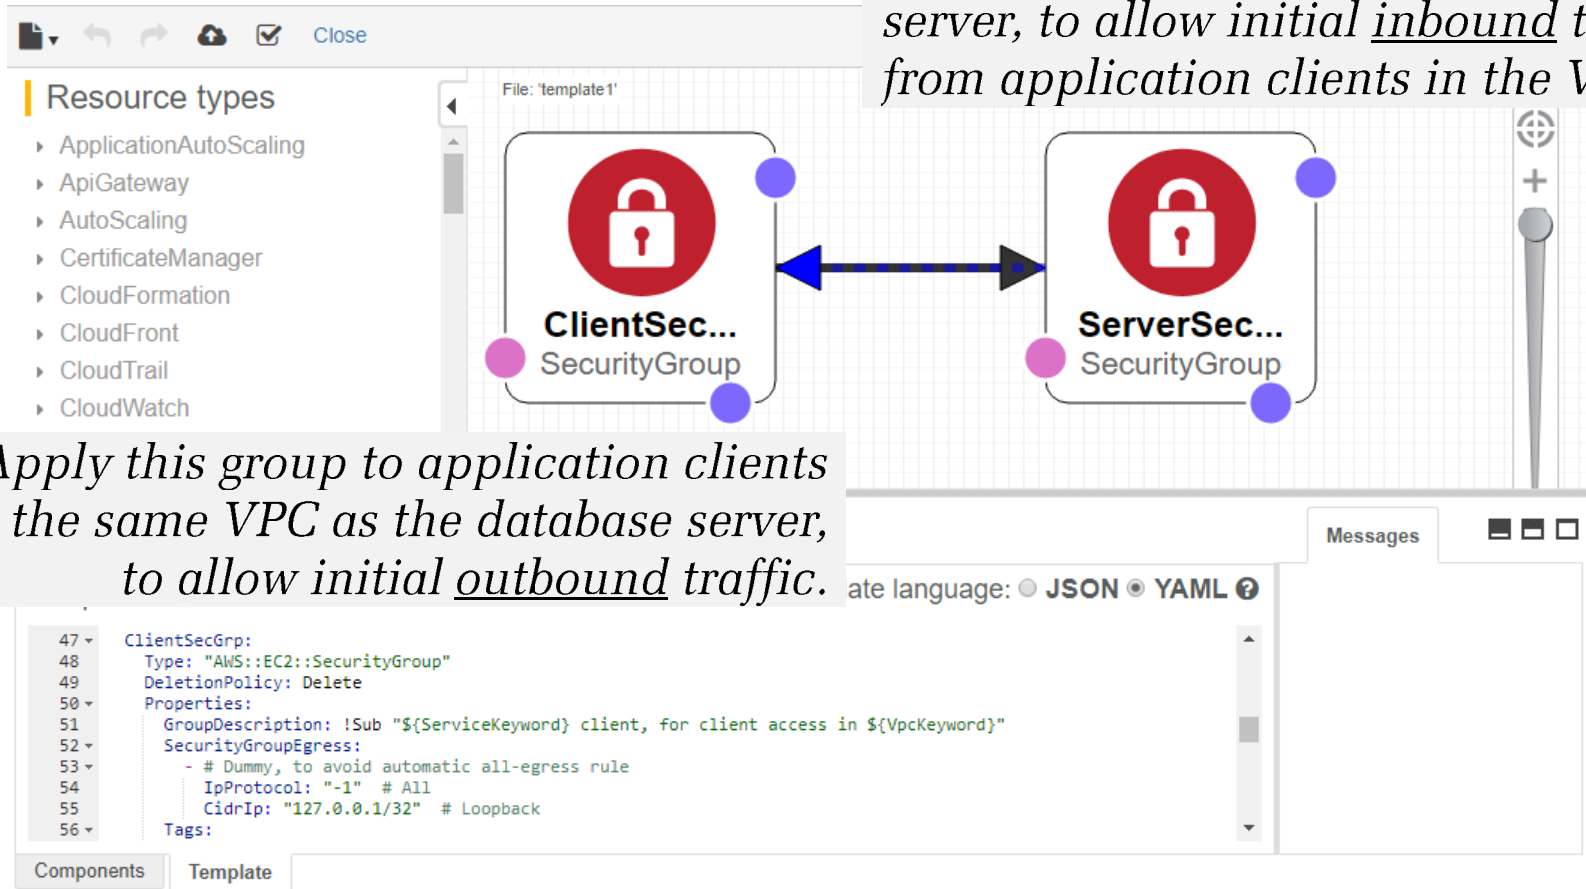 server, to allow initial inbound
from application clients in the
Close
Resource types
File: 'template1'
ApplicationAutoScaling
ApiGateway
AutoScaling
CertificateManager
CloudFormation
CloudFront
CloudTrail
CloudWatch
ClientSec...
SecurityGroup
ServerSec...
SecurityGroup
Apply this group to application clients
the same VPC as the database server,
to allow initial outbound traffic.
Messages
ate language: JSON YAML
47 ClientSecGrp:
48 Type: "AWS::EC2::SecurityGroup"
49 DeletionPolicy: Delete
50 Properties:
51 GroupDescription: !Sub "${ServiceKeyword} client, for client access in ${VpcKeyword}"
52 SecurityGroupEgress:
53 - # Dummy, to avoid automatic all-egress rule
54 IpProtocol: "-1" # All
55 CidrIp: "127.0.0.1/32" # Loopback
56 Tags:
Components Template